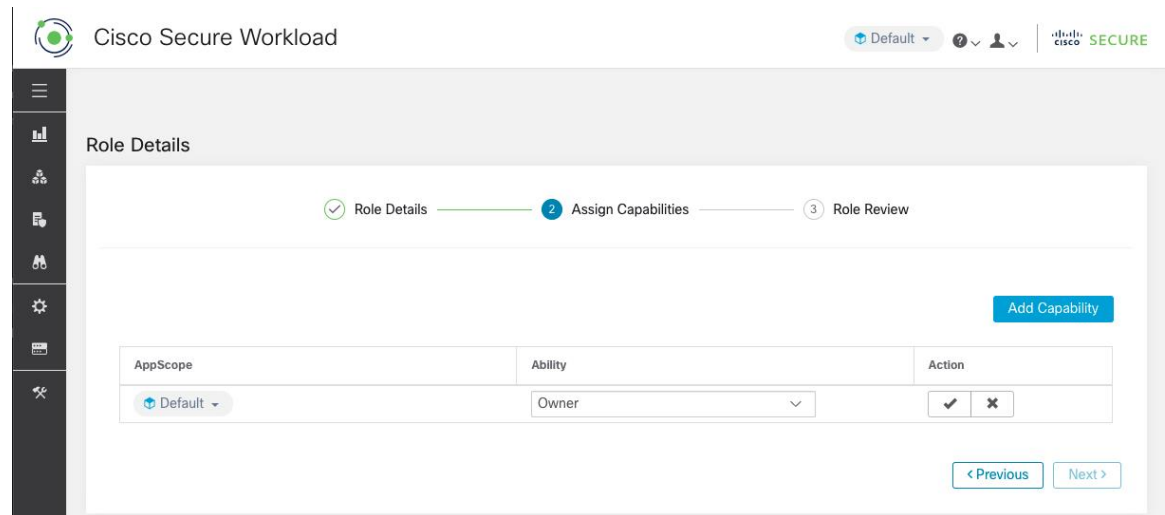 Cisco Secure Workload
Default
cisco SECURE
Role Details
Role Details
2 Assign Capabilities
3 Role Review
Add Capability
AppScope Ability Action
Default Owner
< Previous Next >